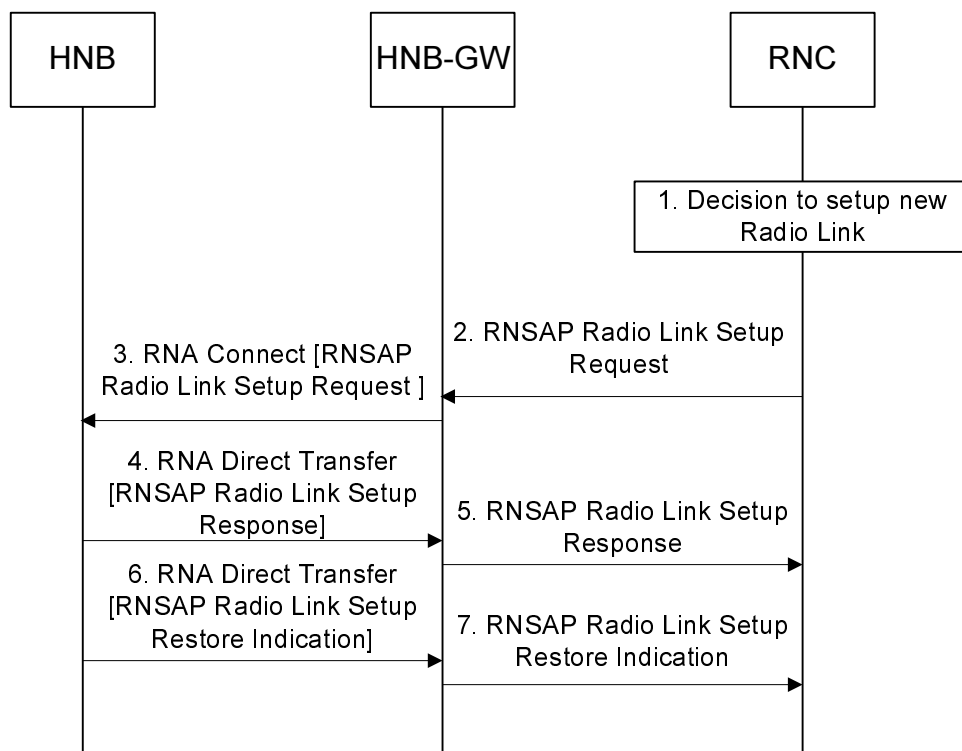 HNB
HNB-GW
RNC
1. Decision to setup new
Radio Link
2. RNSAP Radio Link Setup
Request
3. RNA Connect [RNSAP
Radio Link Setup Request ]
4. RNA Direct Transfer
[RNSAP Radio Link Setup
Response]
5. RNSAP Radio Link Setup
Response
6. RNA Direct Transfer
[RNSAP Radio Link Setup
Restore Indication]
7. RNSAP Radio Link Setup
Restore Indication